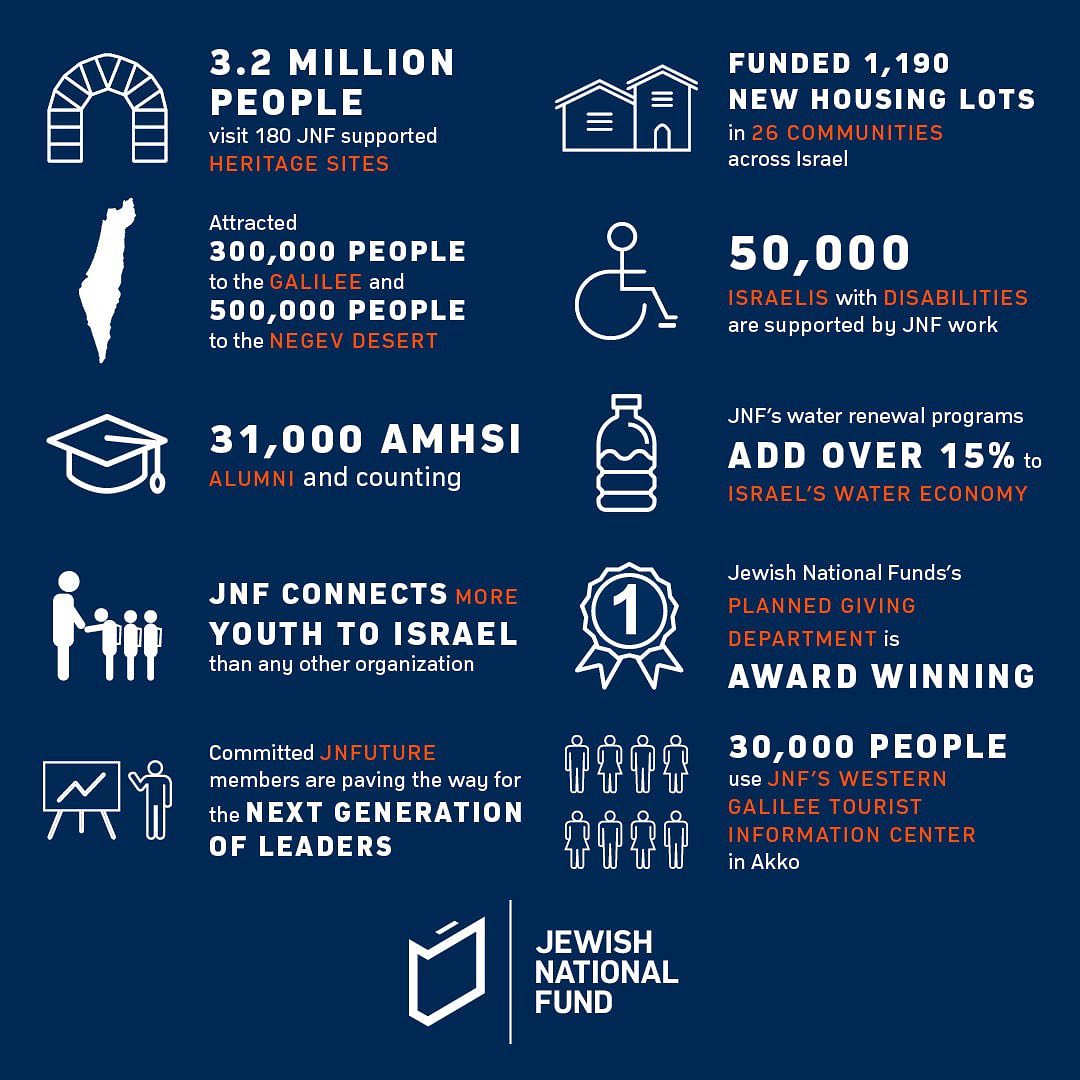 3.2 MILLION
PEOPLE
visit 180 JNF supported
HERITAGE SITES
FUNDED 1,190
NEW HOUSING LOTS
in 26 COMMUNITIES
across Israel
Attracted
300,000 PEOPLE
to the GALILEE and
500,000 PEOPLE
to the NEGEV DESERT
50,000
ISRAELIS with DISABILITIES
are supported by JNF work
31,000 AMHSI
ALUMNI and counting
JNF's water renewal programs
ADD OVER 15% to
ISRAEL'S WATER ECONOMY
JNF CONNECTS MORE
YOUTH TO ISRAEL
than any other organization
1
Jewish National Funds's
PLANNED GIVING
DEPARTMENT is
AWARD WINNING
Committed JNFUTURE
members are paving the way for
the NEXT GENERATION
OF LEADERS
30,000 PEOPLE
use JNF'S WESTERN
GALILEE TOURIST
INFORMATION CENTER
in Akko
JEWISH
NATIONAL
FUND